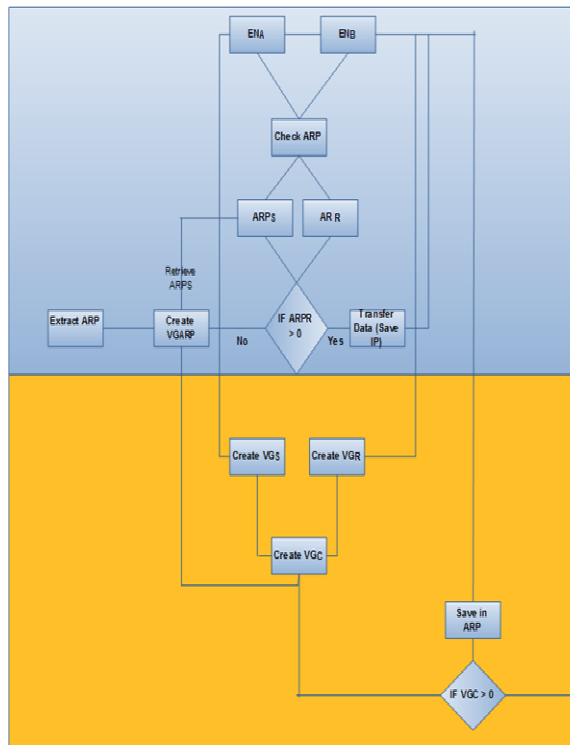 ENA
ENB
Check ARP
ARPS
AR R
Retrieve
ARPS
Extract ARP
Create
VGARP
No
IF ARPR
> 0
Yes
Transfer
Data (Save
IP)
Create VGS
Create VGR
Create VGC
Save in
ARP
IF VGC > 0